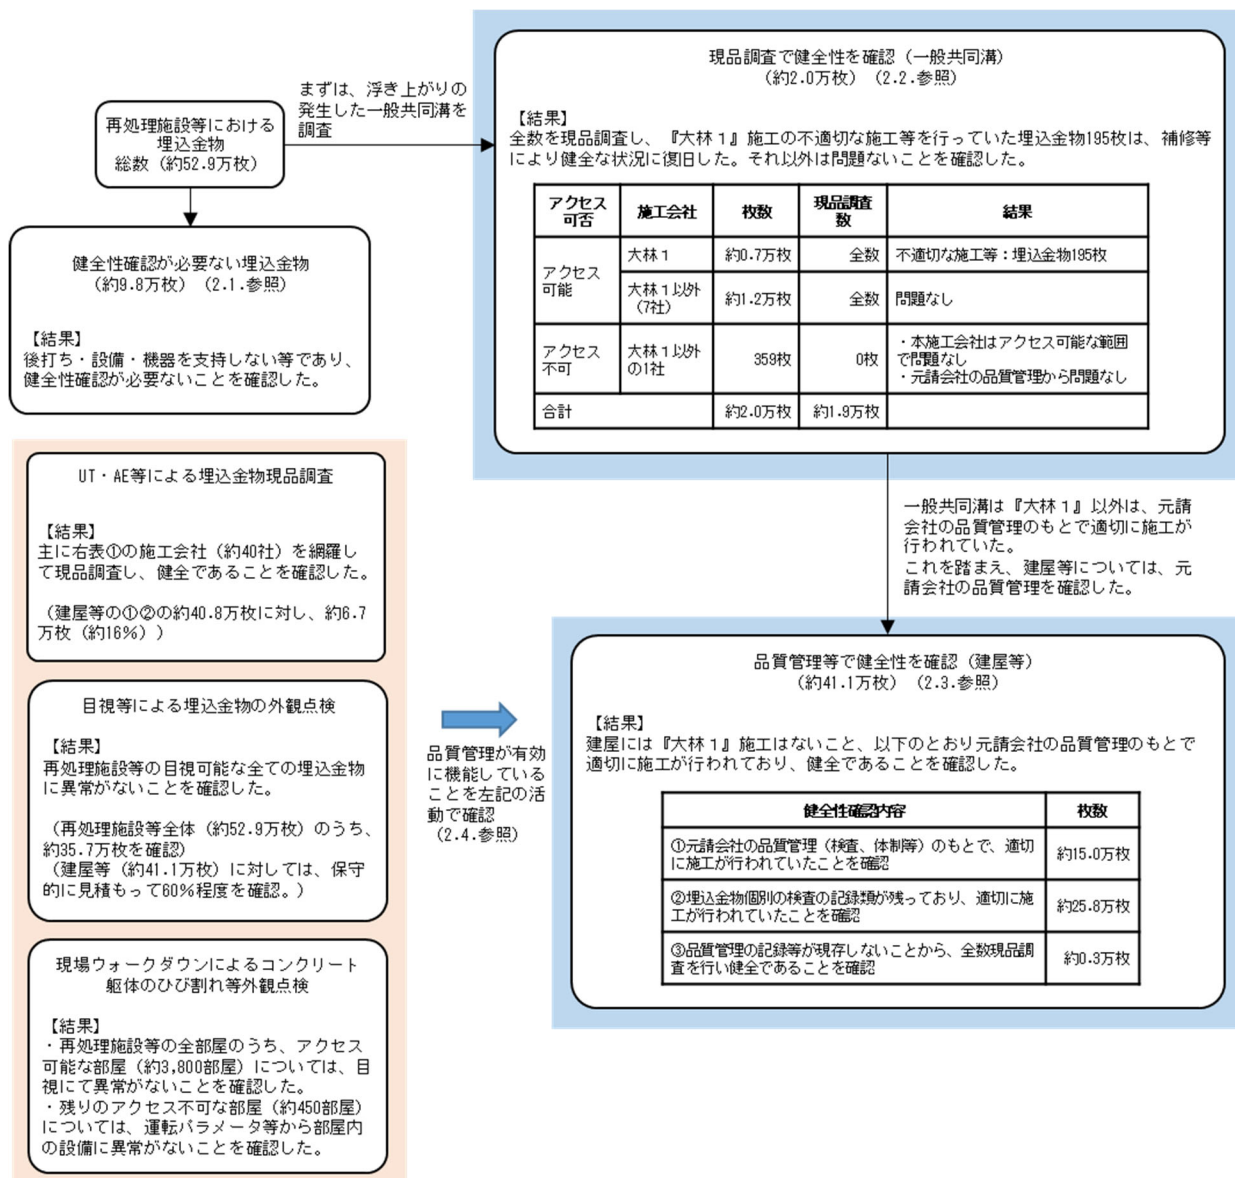 再処理施設等における
埋込金物
総数（約52.9万枚）
まずは、浮き上がりの
発生した一般共同溝を
調査
健全性確認が必要ない埋込金物
（約9.8万枚）（2.1.参照）
【結果】
後打ち・設備・機器を支持しない等であり、
健全性確認が必要ないことを確認した。
現品調査で健全性を確認（一般共同溝）
（約2.0万枚）（2.2.参照）
【結果】
全数を現品調査し、『大林１』施工の不適切な施工等を行っていた埋込金物195枚は、補修等
により健全な状況に復旧した。それ以外は問題ないことを確認した。
アクセス
可否
施工会社
枚数
現品調査
数
結果
アクセス
可能
大林１
約0.7万枚
全数
不適切な施工等：埋込金物195枚
大林１以外
（7社）
約1.2万枚
全数
問題なし
アクセス
不可
大林１以外
の1社
359枚
0枚
・本施工会社はアクセス可能な範囲
で問題なし
・元請会社の品質管理から問題なし
合計
約2.0万枚
約1.9万枚
一般共同溝は『大林１』以外は、元請
会社の品質管理のもとで適切に施工が
行われていた。
これを踏まえ、建屋等については、元
請会社の品質管理を確認した。
UT・AE等による埋込金物現品調査
【結果】
主に右表①の施工会社（約40社）を網羅し
て現品調査し、健全であることを確認した。
（建屋等の①②の約40.8万枚に対し、約6.7
万枚（約16%））
目視等による埋込金物の外観点検
【結果】
再処理施設等の目視可能な全ての埋込金物
に異常がないことを確認した。
（再処理施設等全体（約52.9万枚）のうち、
約35.7万枚を確認）
（建屋等（約41.1万枚）に対しては、保守
的に見積もって60%程度を確認。）
現場ウォークダウンによるコンクリート
躯体のひび割れ等外観点検
【結果】
・再処理施設等の全部屋のうち、アクセス
可能な部屋（約3,800部屋）については、目
視にて異常がないことを確認した。
・残りのアクセス不可な部屋（約450部屋）
については、運転パラメータ等から部屋内
の設備に異常がないことを確認した。
品質管理が有効
に機能している
ことを左記の活
動で確認
（2.4.参照）
品質管理等で健全性を確認（建屋等）
（約41.1万枚）（2.3.参照）
【結果】
建屋には『大林１』施工はないこと、以下のとおり元請会社の品質管理のもとで
適切に施工が行われており、健全であることを確認した。
健全性確認内容
枚数
①元請会社の品質管理（検査、体制等）のもとで、適切
に施工が行われていたことを確認
約15.0万枚
②埋込金物個別の検査の記録類が残っており、適切に施
工が行われていたことを確認
約25.8万枚
③品質管理の記録等が現存しないことから、全数現品調
査を行い健全であることを確認
約0.3万枚